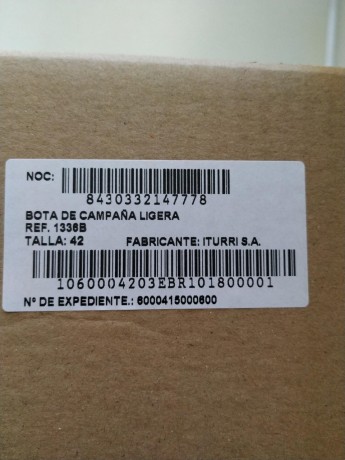 NOC:
8430332147778
BOTA DE CAMPAÑA LIGERA
REF. 1336B
TALLA: 42 FABRICANTE: ITURRI S.A.
1060004203EBR101800001
Nº DE EXPEDIENTE.: 6000415000600